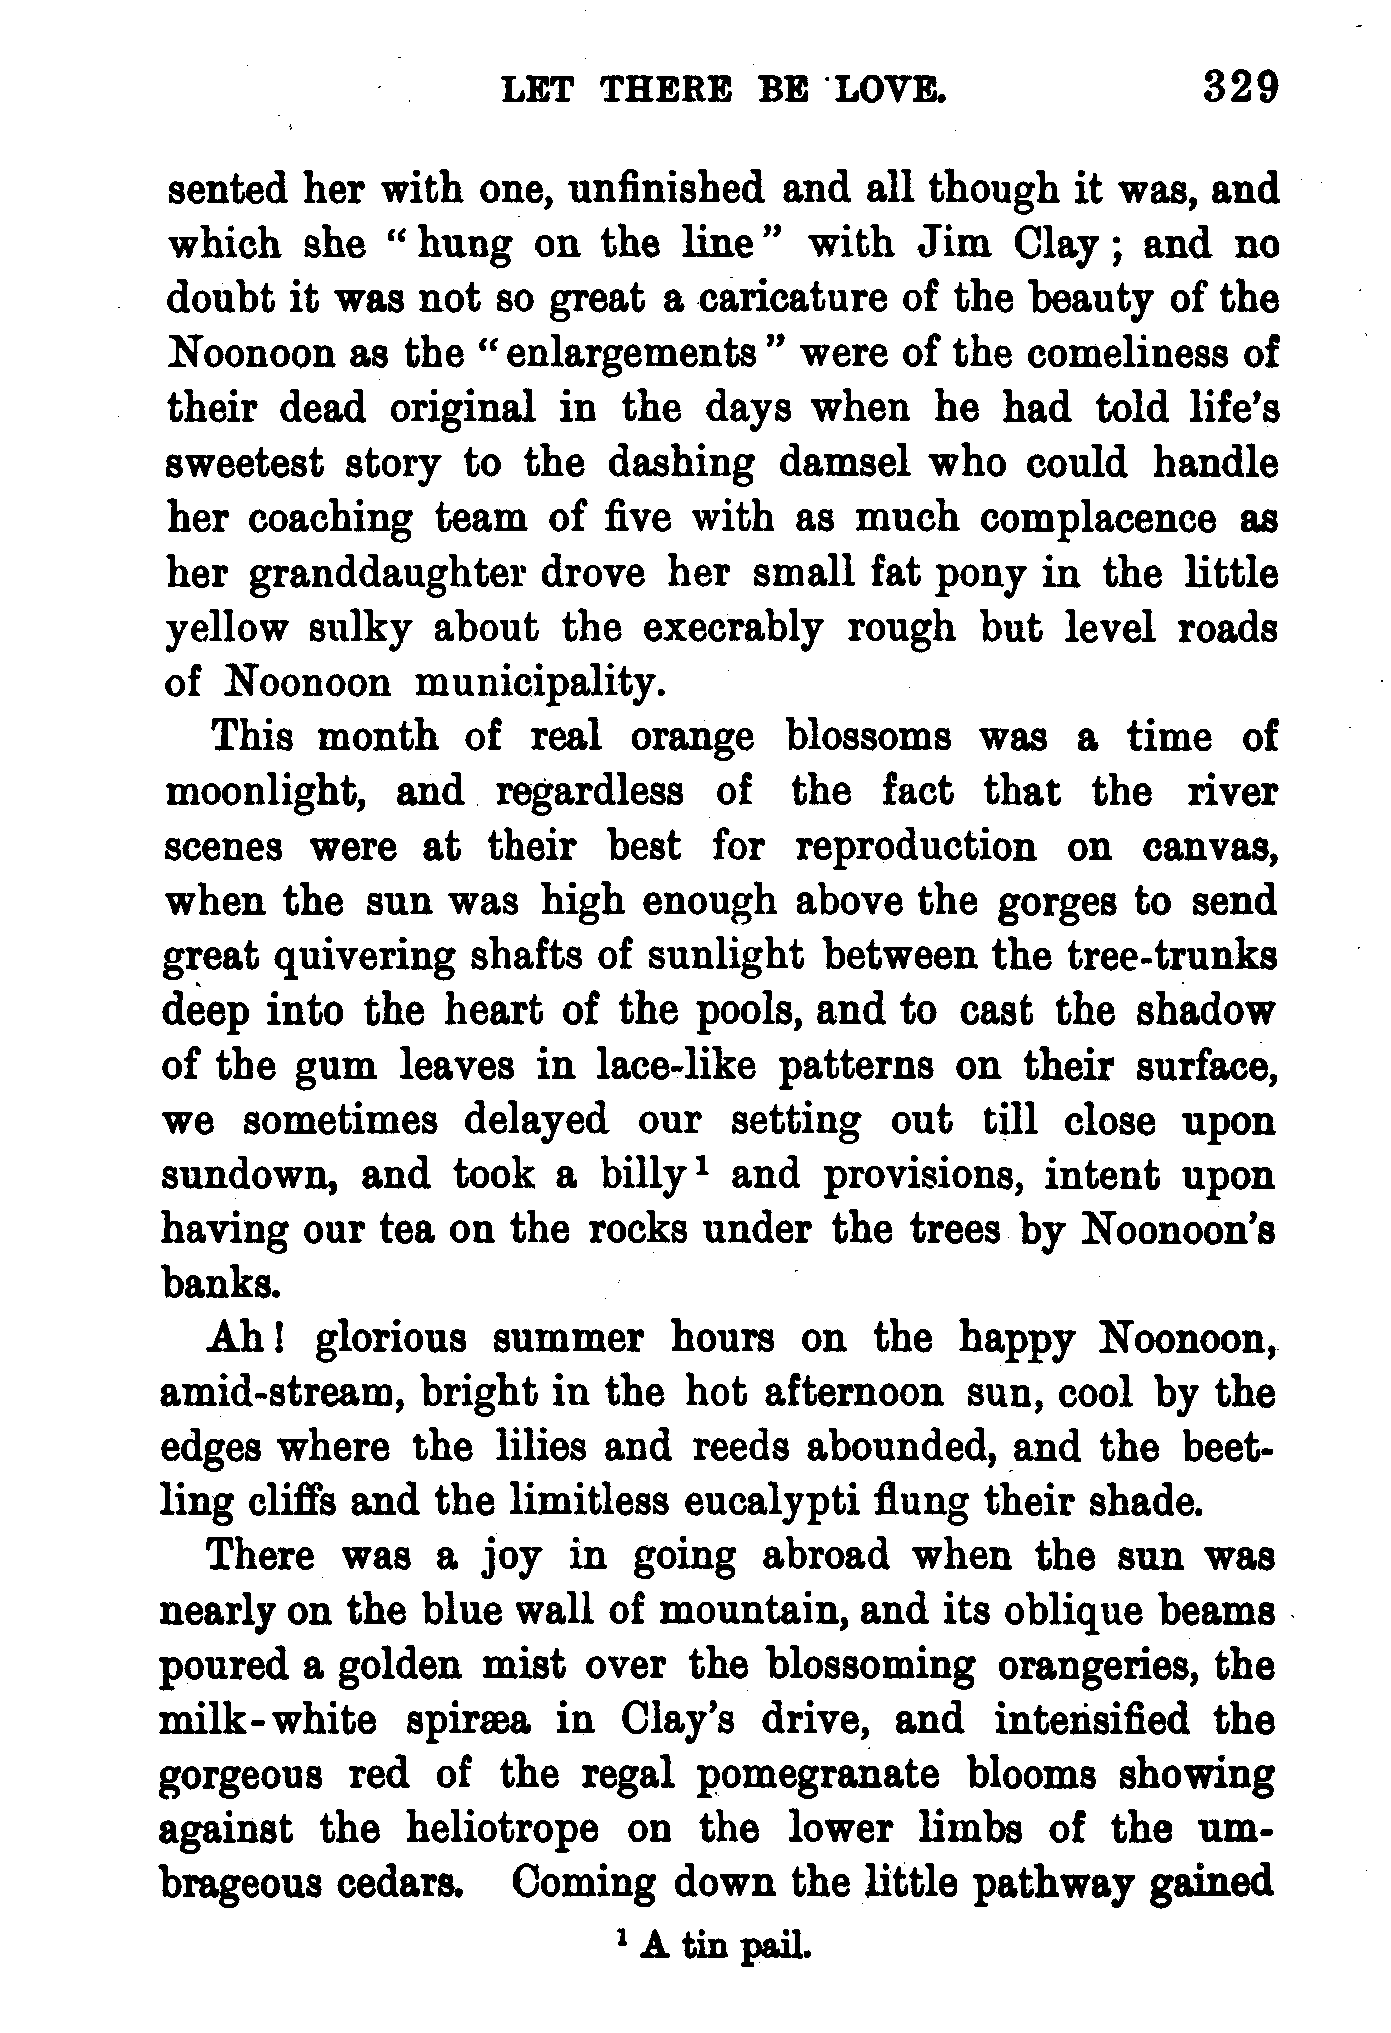 LET THERE BE LOVE. 329
sented her with one, unfinished and all though it was, and
which she “hung on the line” with Jim Clay; and no
doubt it was not so great a caricature of the beauty of the
Noonoon as the “enlargements” were of the comeliness of
their dead original in the days when he had told life’s
sweetest story to the dashing damsel who could handle
her coaching team of five with as much complacence as
her granddaughter drove her small fat pony in the little
yellow sulky about the execrably rough but level roads
of Noonoon municipality.
This month of real orange blossoms was a time of
moonlight, and regardless of the fact that the river
scenes were at their best for reproduction on canvas,
when the sun was high enough above the gorges to send
great quivering shafts of sunlight between the tree-trunks
deep into the heart of the pools, and to cast the shadow
of the gum leaves in lace-like patterns on their surface,
we sometimes delayed our setting out till close upon
sundown, and took a billy¹ and provisions, intent upon
having our tea on the rocks under the trees by Noonoon’s
banks.
Ah! glorious summer hours on the happy Noonoon,
amid-stream, bright in the hot afternoon sun, cool by the
edges where the lilies and reeds abounded, and the beet-
ling cliffs and the limitless eucalypti flung their shade.
There was a joy in going abroad when the sun was
nearly on the blue wall of mountain, and its oblique beams
poured a golden mist over the blossoming orangeries, the
milk-white spiræa in Clay’s drive, and intensified the
gorgeous red of the regal pomegranate blooms showing
against the heliotrope on the lower limbs of the um-
brageous cedars. Coming down the little pathway gained
¹ A tin pail.